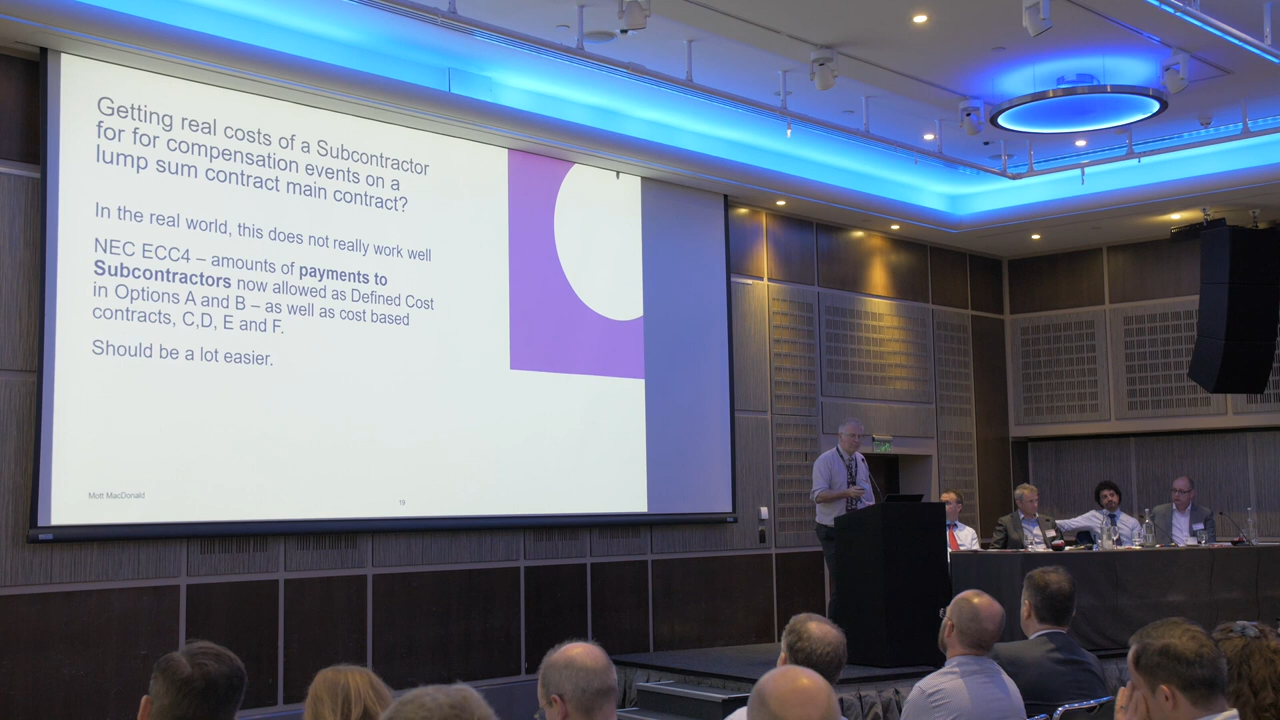 Getting real costs of a Subcontractor
for for compensation events on a
lump sum contract main contract?
In the real world, this does not really work well
NEC ECC4 – amounts of payments to
Subcontractors now allowed as Defined Cost
in Options A and B – as well as cost based
contracts, C,D, E and F.
Should be a lot easier.
Mott MacDonald
19